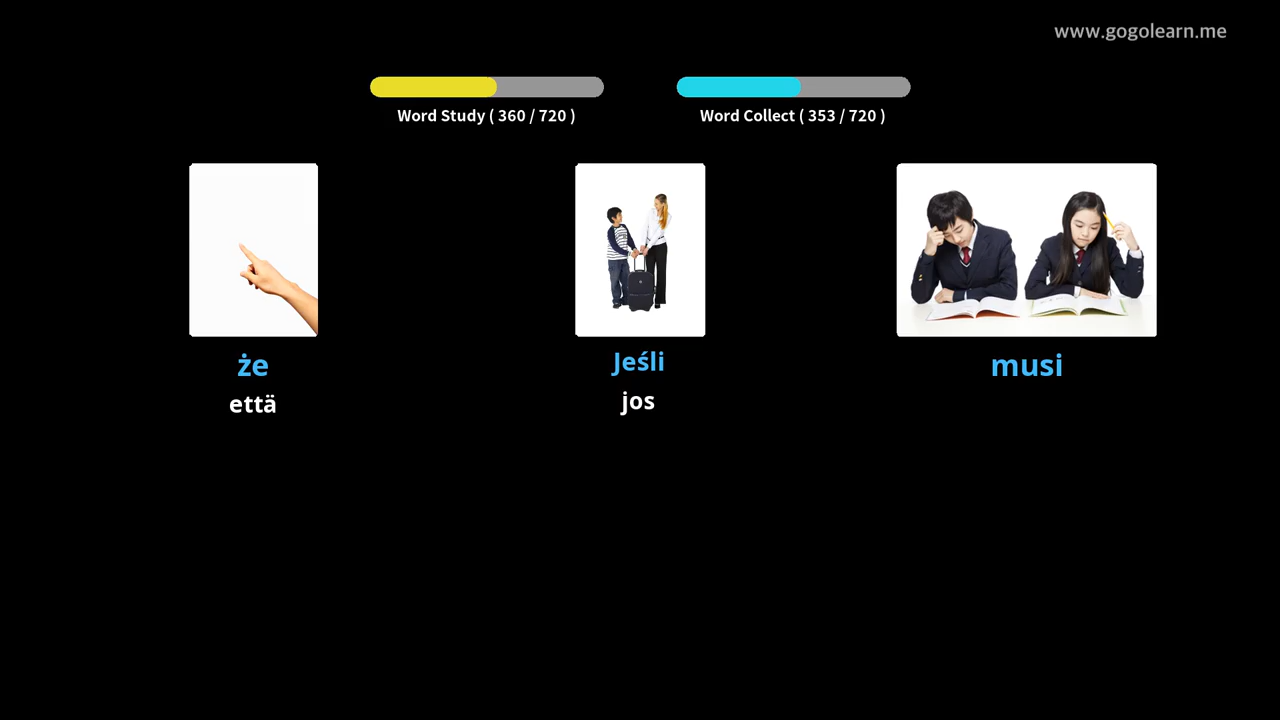 www.gogolearn.me
Word Study ( 360 / 720 )
Word Collect ( 353 / 720 )
że
Jeśli
musi
että
jos